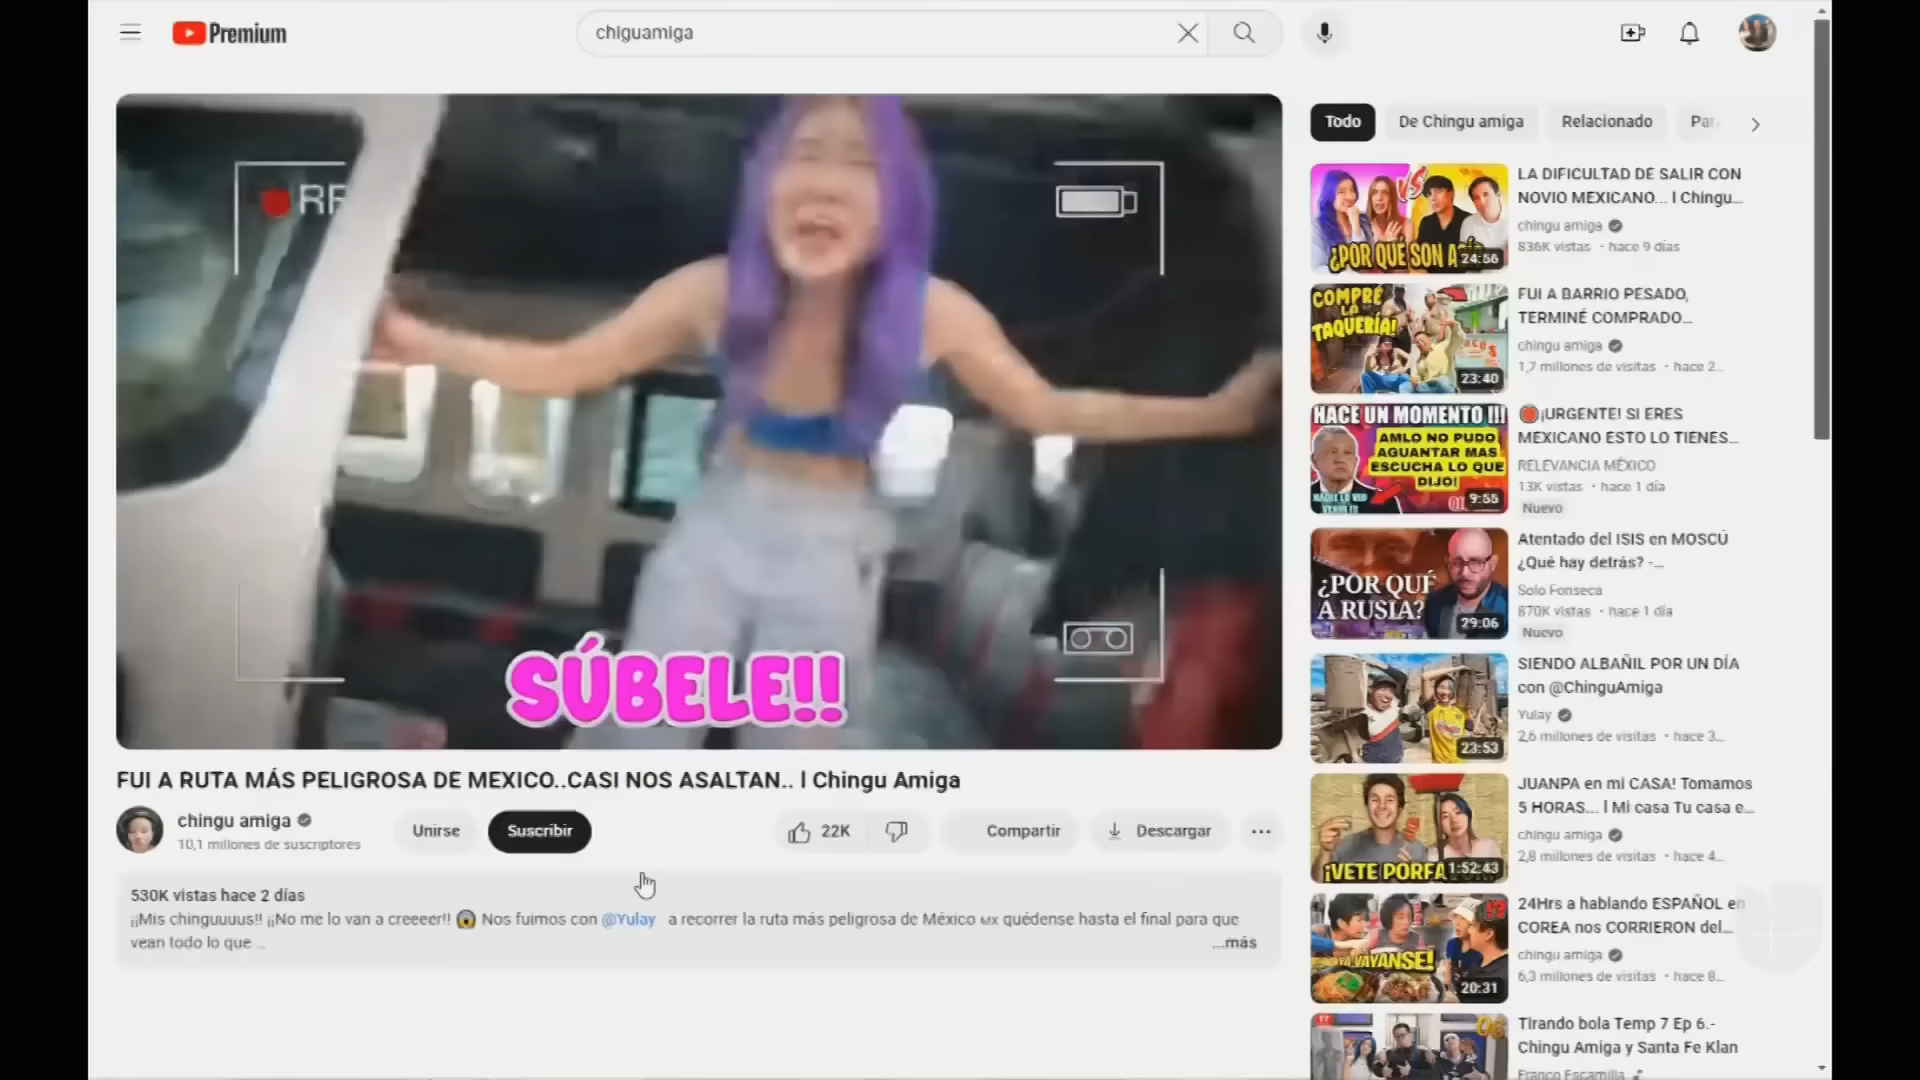 Premium
chiguamiga
SÚBELE!!
FUI A RUTA MÁS PELIGROSA DE MEXICO..CASI NOS ASALTAN.. l Chingu Amiga
chingu amiga
10,1 millones de suscriptores
Unirse
Suscribir
22K
Compartir
Descargar
530K vistas hace 2 días
¡¡Mis chinguuuus!! ¡¡No me lo van a creeeer!! 😱 Nos fuimos con @Yulay a recorrer la ruta más peligrosa de México MX quédense hasta el final para que
vean todo lo que ...
...más
Todo
De Chingu amiga
Relacionado
VS
¿POR QUÉ SON
24:56
LA DIFICULTAD DE SALIR CON
NOVIO MEXICANO... l Chingu...
chingu amiga
836K vistas · hace 9 días
COMPRÉ
LA
TAQUERÍA!
23:40
FUI A BARRIO PESADO,
TERMINÉ COMPRADO...
chingu amiga
1,7 millones de visitas · hace 2...
HACE UN MOMENTO !!!
AMLO NO PUDO
AGUANTAR MAS
ESCUCHA LO QUE
DIJO!
9:55
¡URGENTE! SI ERES
MEXICANO ESTO LO TIENES...
RELEVANCIA MÉXICO
13K vistas · hace 1 día
Nuevo
¿POR QUÉ
A RUSIA?
29:06
Atentado del ISIS en MOSCÚ
¿Qué hay detrás? -...
Solo Fonseca
870K vistas · hace 1 día
Nuevo
23:53
SIENDO ALBAÑIL POR UN DÍA
con @ChinguAmiga
Yulay
2,6 millones de visitas · hace 3...
¡VETE PORFA
1:52:43
JUANPA en mi CASA! Tomamos
5 HORAS... l Mi casa Tu casa e...
chingu amiga
2,8 millones de visitas · hace 4...
!?
YA VÁYANSE!
20:31
24Hrs a hablando ESPAÑOL en
COREA nos CORRIERON del...
chingu amiga
6,3 millones de visitas · hace 8...
Tirando bola Temp 7 Ep 6.-
Chingu Amiga y Santa Fe Klan
Franco Escamilla